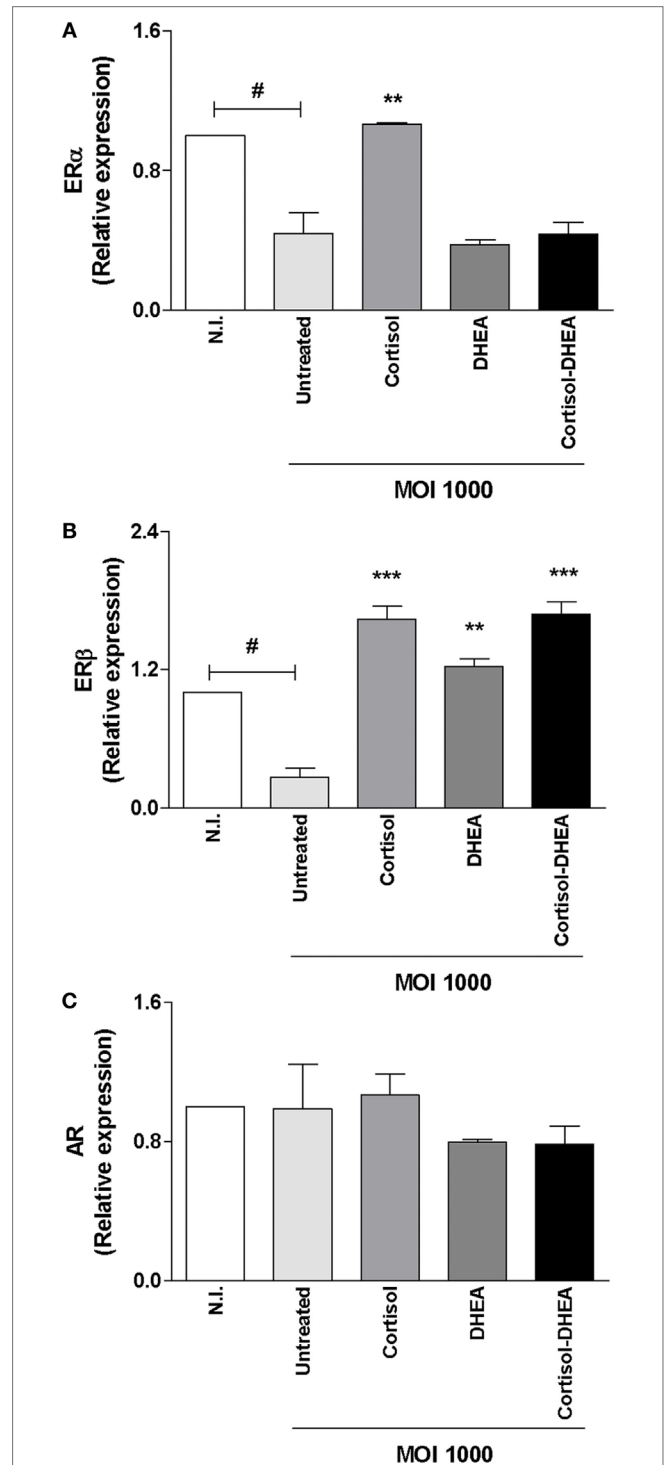 A
ERα
(Relative expression)
1.6
0.8
0.0
#
**
N.I.
Untreated
Cortisol
DHEA
Cortisol-DHEA
MOI 1000
B
ERβ
(Relative expression)
2.4
1.2
0.0
#
***
**
***
N.I.
Untreated
Cortisol
DHEA
Cortisol-DHEA
MOI 1000
C
AR
(Relative expression)
1.6
0.8
0.0
N.I.
Untreated
Cortisol
DHEA
Cortisol-DHEA
MOI 1000